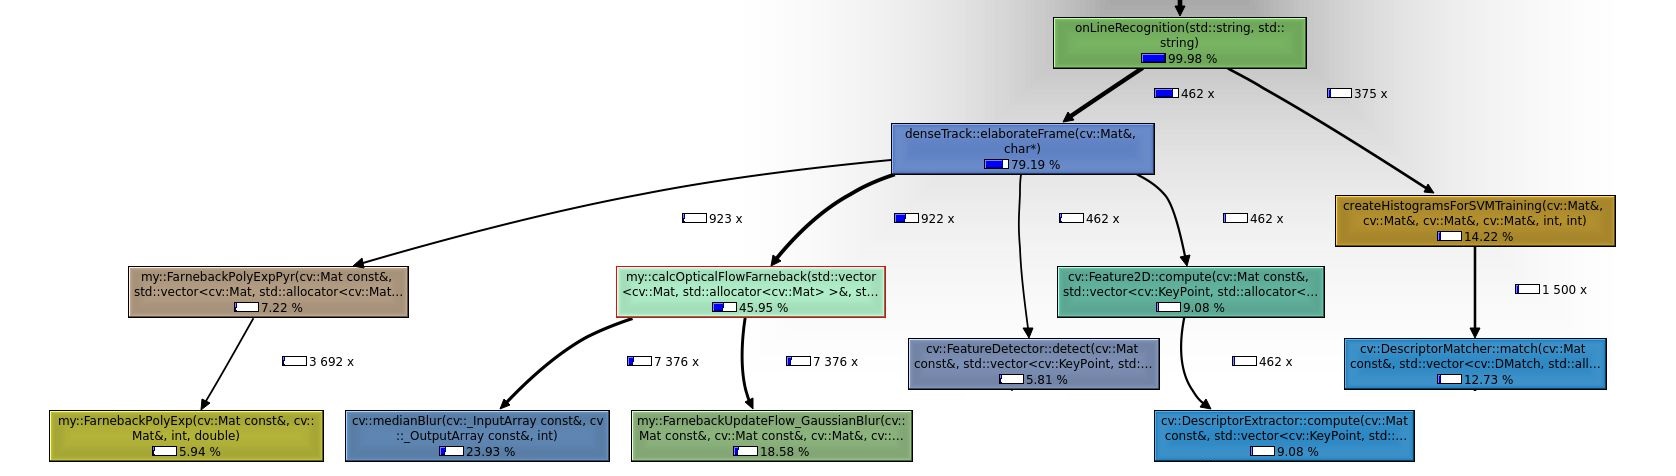 onLineRecognition(std::string, std::
string)
99.98 %
462 x
375 x
denseTrack::elaborateFrame(cv::Mat&,
char*)
79.19 %
923 x
922 x
462 x
462 x
createHistogramsForSVMTraining(cv::Mat&,
cv::Mat&, cv::Mat&, cv::Mat&, int, int)
14.22 %
my::FarnebackPolyExpPyr(cv::Mat const&,
std::vector<cv::Mat, std::allocator<cv::Mat...
7.22 %
my::calcOpticalFlowFarneback(std::vector
<cv::Mat, std::allocator<cv::Mat> >&, st...
45.95 %
cv::Feature2D::compute(cv::Mat const&,
std::vector<cv::KeyPoint, std::allocator<...
9.08 %
1 500 x
3 692 x
7 376 x
7 376 x
cv::FeatureDetector::detect(cv::Mat
const&, std::vector<cv::KeyPoint, std:...
5.81 %
462 x
cv::DescriptorMatcher::match(cv::Mat
const&, std::vector<cv::DMatch, std::all...
12.73 %
my::FarnebackPolyExp(cv::Mat const&, cv::
Mat&, int, double)
5.94 %
cv::medianBlur(cv::_InputArray const&, cv
::_OutputArray const&, int)
23.93 %
my::FarnebackUpdateFlow_GaussianBlur(cv::
Mat const&, cv::Mat const&, cv::Mat&, cv::...
18.58 %
cv::DescriptorExtractor::compute(cv::Mat
const&, std::vector<cv::KeyPoint, std::...
9.08 %